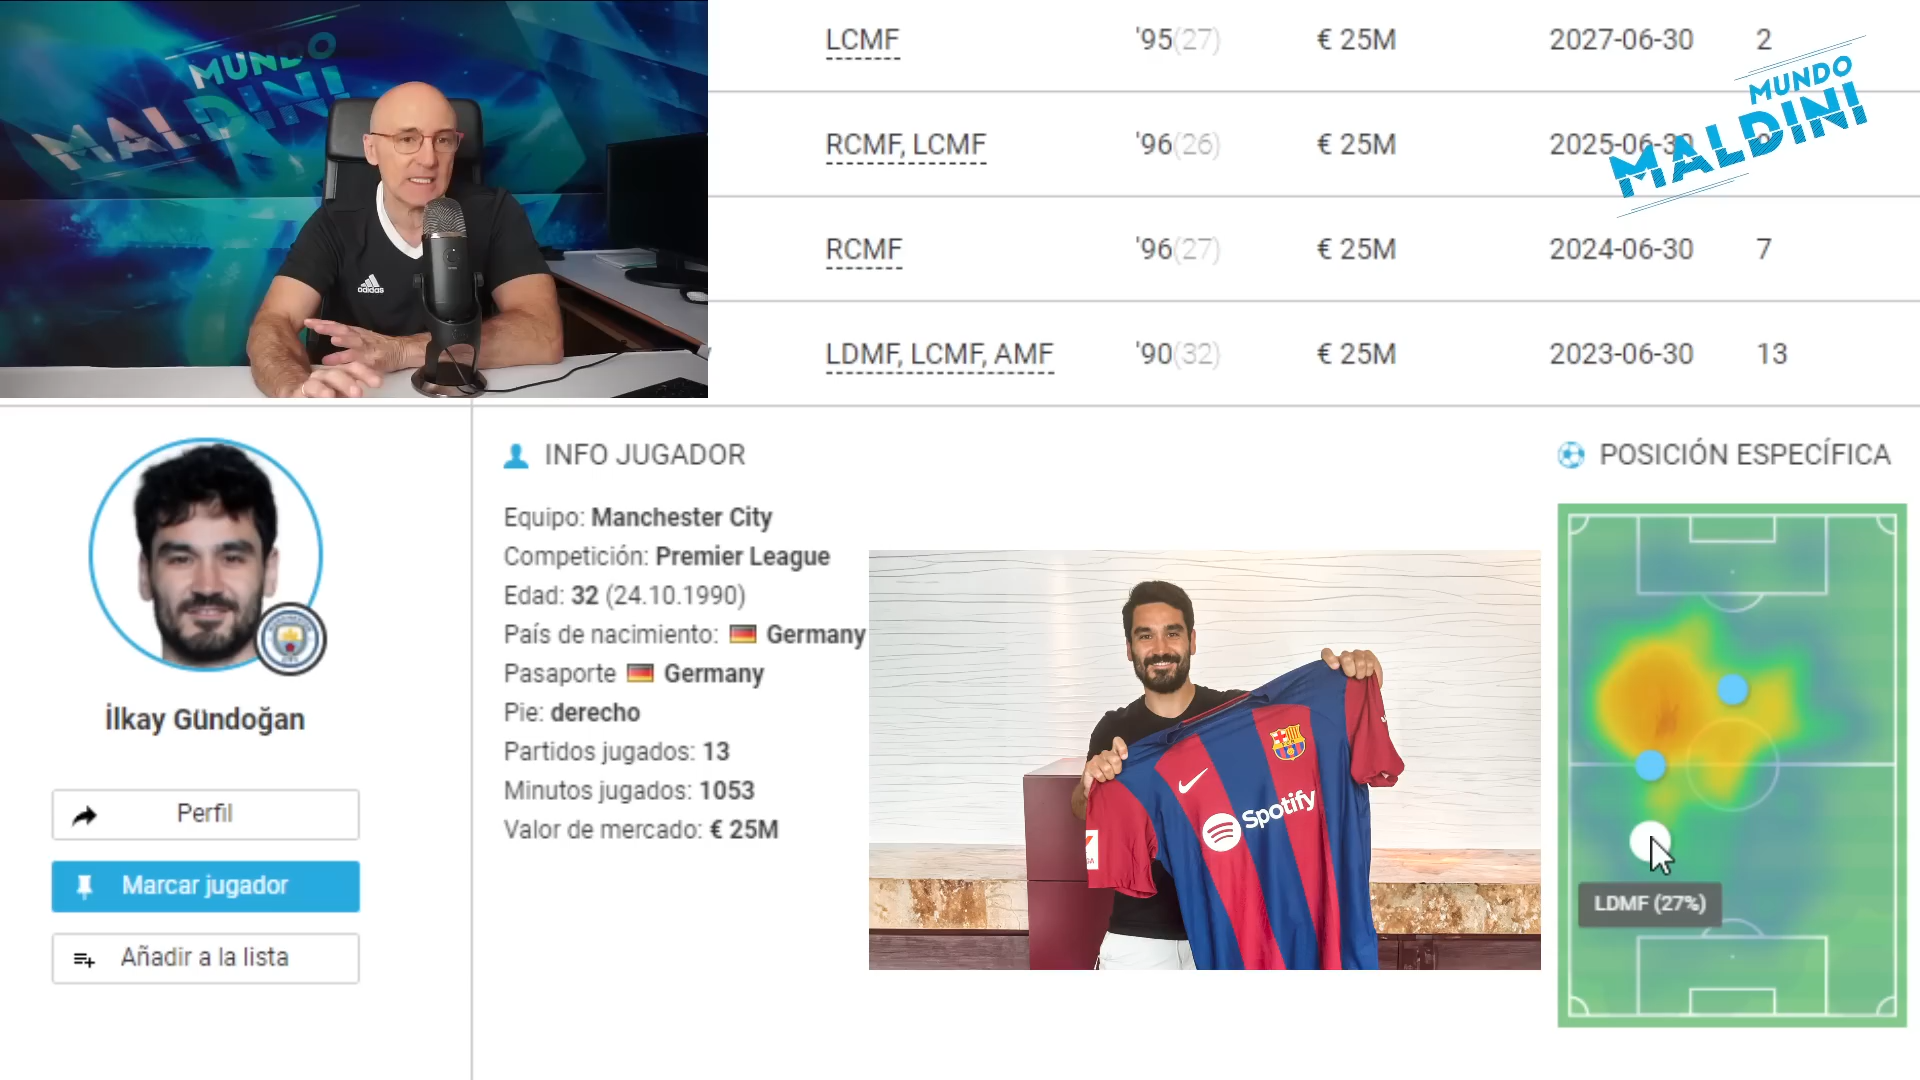 MUNDO
MALDINI
adidas
LCMF '95(27) € 25M 2027-06-30 2
RCMF, LCMF '96(26) € 25M 2025-06-30
RCMF '96(27) € 25M 2024-06-30 7
LDMF, LCMF, AMF '90(32) € 25M 2023-06-30 13
MUNDO
MALDINI
İlkay Gündoğan
Perfil
Marcar jugador
Añadir a la lista
INFO JUGADOR
Equipo: Manchester City
Competición: Premier League
Edad: 32 (24.10.1990)
País de nacimiento: Germany
Pasaporte Germany
Pie: derecho
Partidos jugados: 13
Minutos jugados: 1053
Valor de mercado: € 25M
Spotify
POSICIÓN ESPECÍFICA
LDMF (27%)